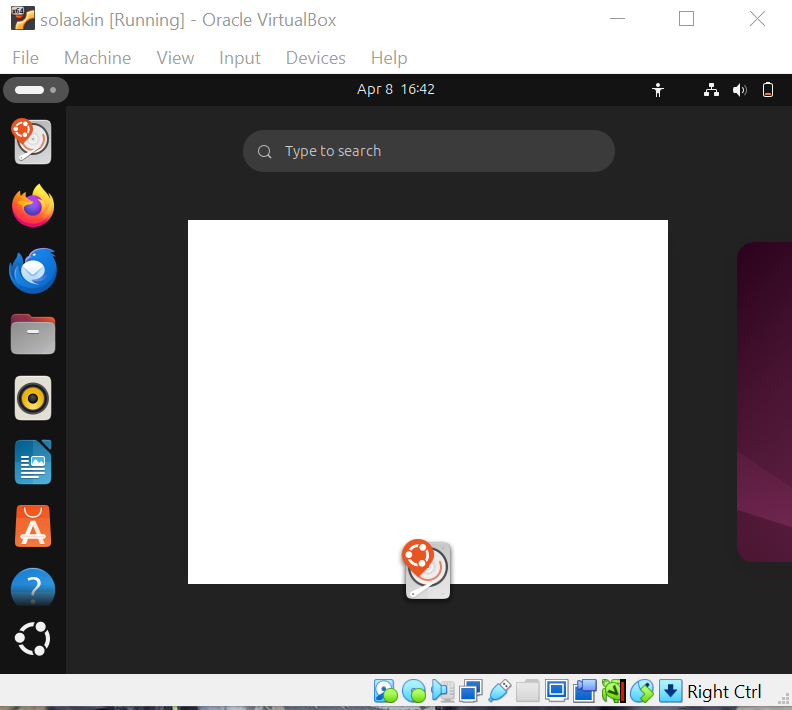 solaakin [Running] - Oracle VirtualBox
File Machine View Input Devices Help
Apr 8 16:42
Type to search
Right Ctrl